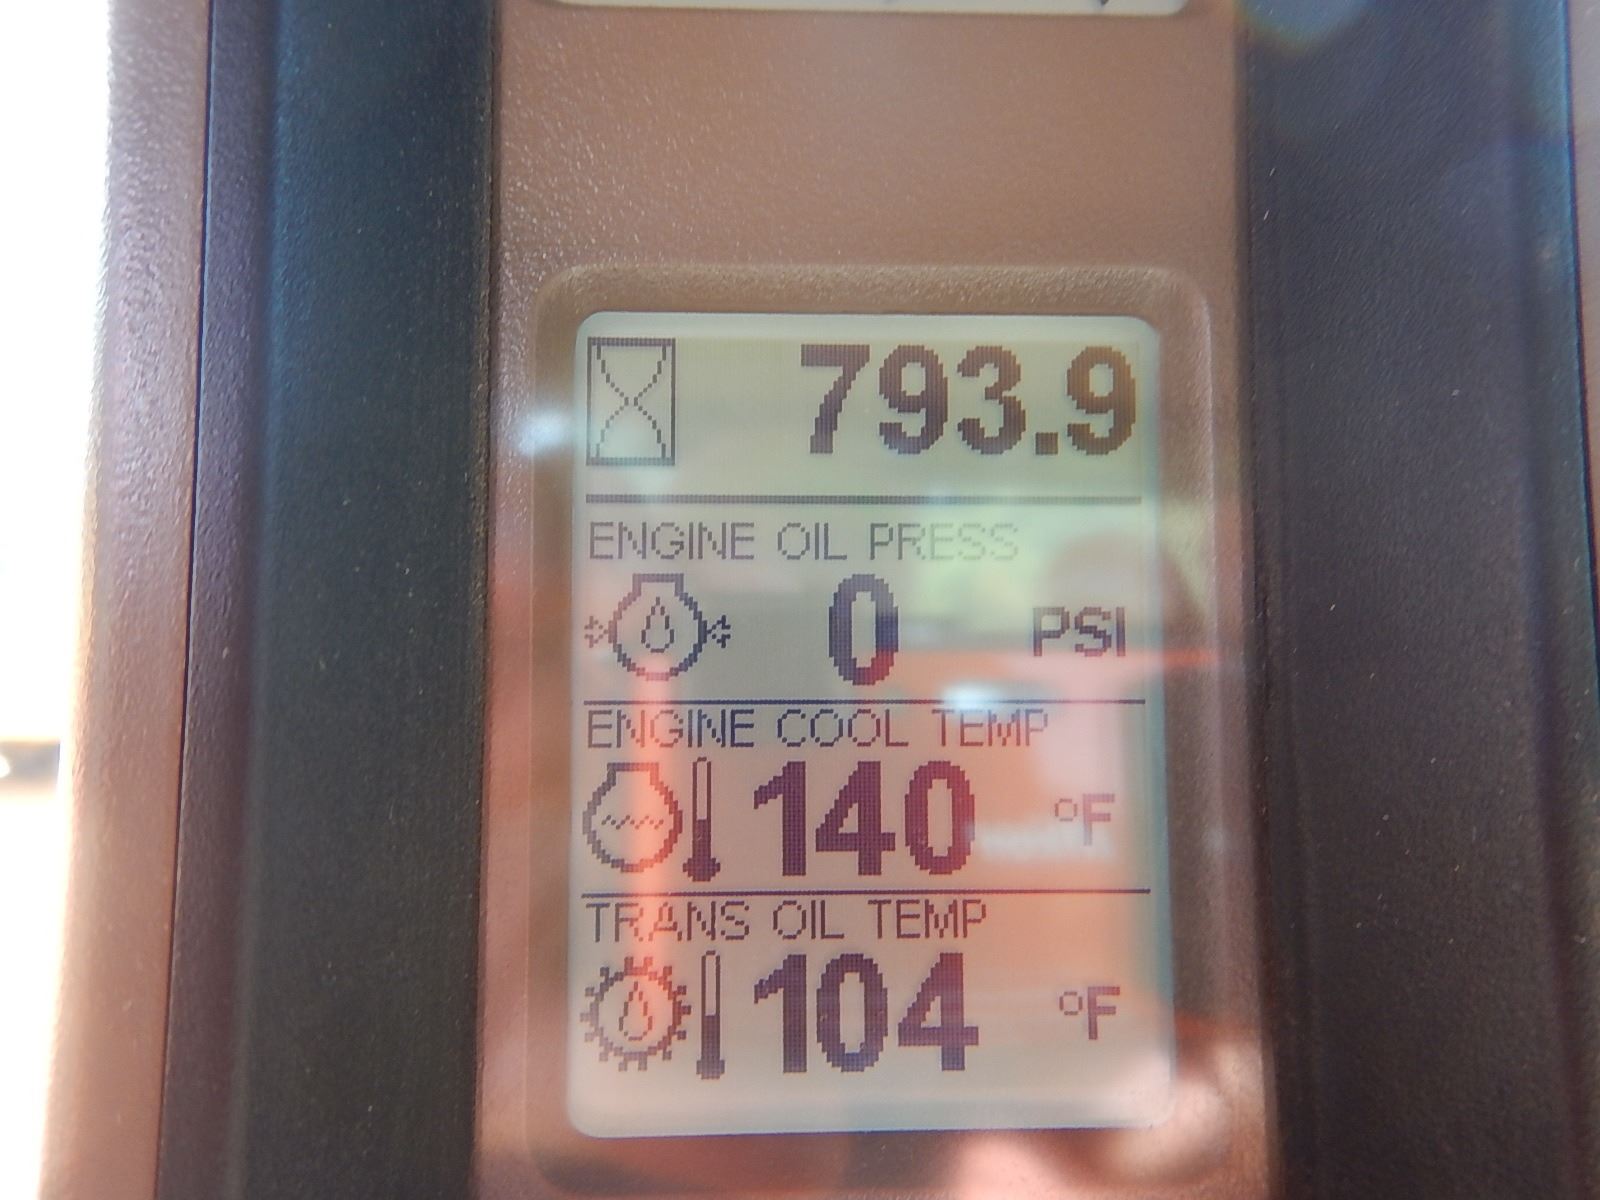 793.9
ENGINE OIL PRESS
0 PSI
ENGINE COOL TEMP
140 °F
TRANS OIL TEMP
104 °F